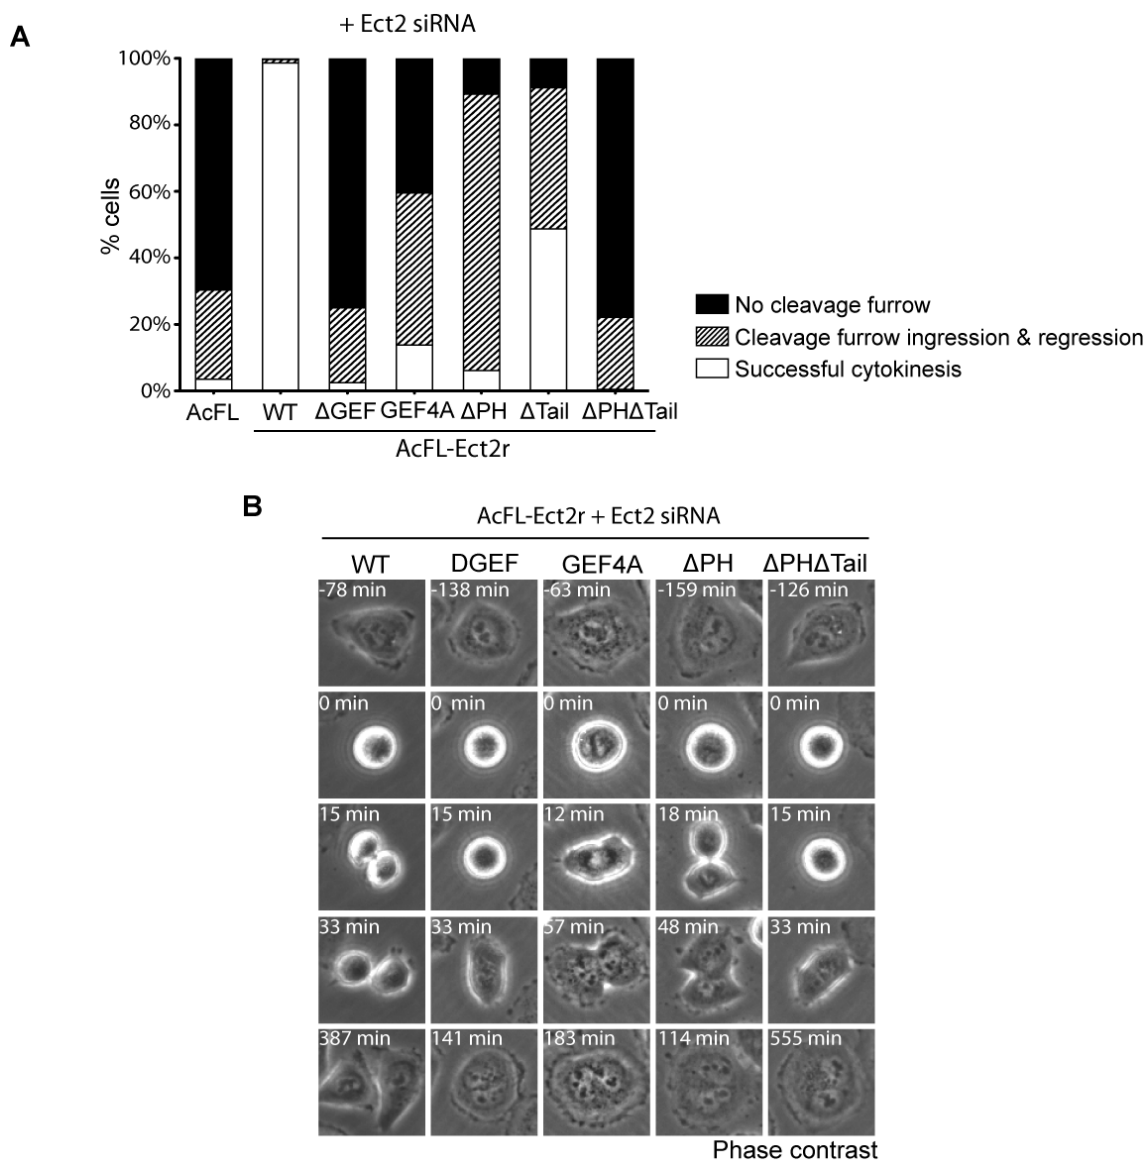 A
+ Ect2 siRNA
100%
80%
60%
40%
20%
0%
% cells
AcFL WT ΔGEF GEF4A ΔPH ΔTail ΔPHΔTail
AcFL-Ect2r
No cleavage furrow
Cleavage furrow ingression & regression
Successful cytokinesis
B
AcFL-Ect2r + Ect2 siRNA
WT DGEF GEF4A ΔPH ΔPHΔTail
-78 min -138 min -63 min -159 min -126 min
0 min 0 min 0 min 0 min 0 min
15 min 15 min 12 min 18 min 15 min
33 min 33 min 57 min 48 min 33 min
387 min 141 min 183 min 114 min 555 min
Phase contrast